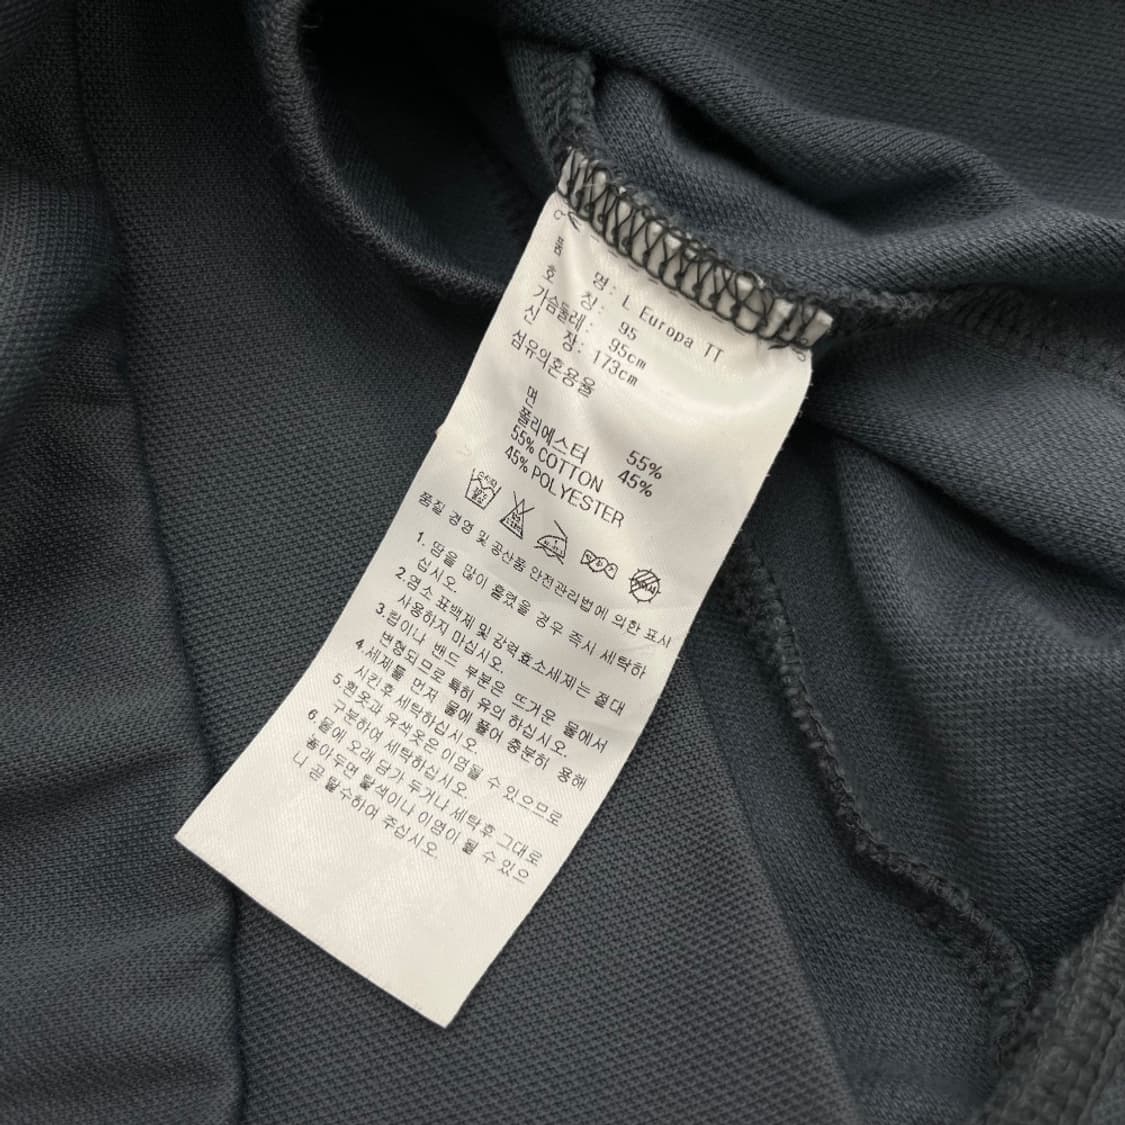 품 명: L Europa TT
호 칭: 95
가슴둘레: 95cm
신 장: 173cm
섬유의혼용율
면 55%
폴리에스터 45%
55% COTTON
45% POLYESTER
품질 경영 및 공산품 안전관리법에 의한 표시
1. 땀을 많이 흘렸을 경우 즉시 세탁하
십시오.
2.염소 표백제 및 강력효소세제는 절대
사용하지 마십시오.
3.립이나 밴드 부분은 뜨거운 물에서
변형되므로 특히 유의 하십시오.
4.세제를 먼저 물에 풀어 충분히 용해
시킨후 세탁하십시오.
5.흰옷과 유색옷은 이염될 수 있으므로
구분하여 세탁하십시오.
6.물에 오래 담가 두거나 세탁후 그대로
놓아두면 탈색이나 이염이 될 수 있으
니 곧 탈수하여 주십시오.